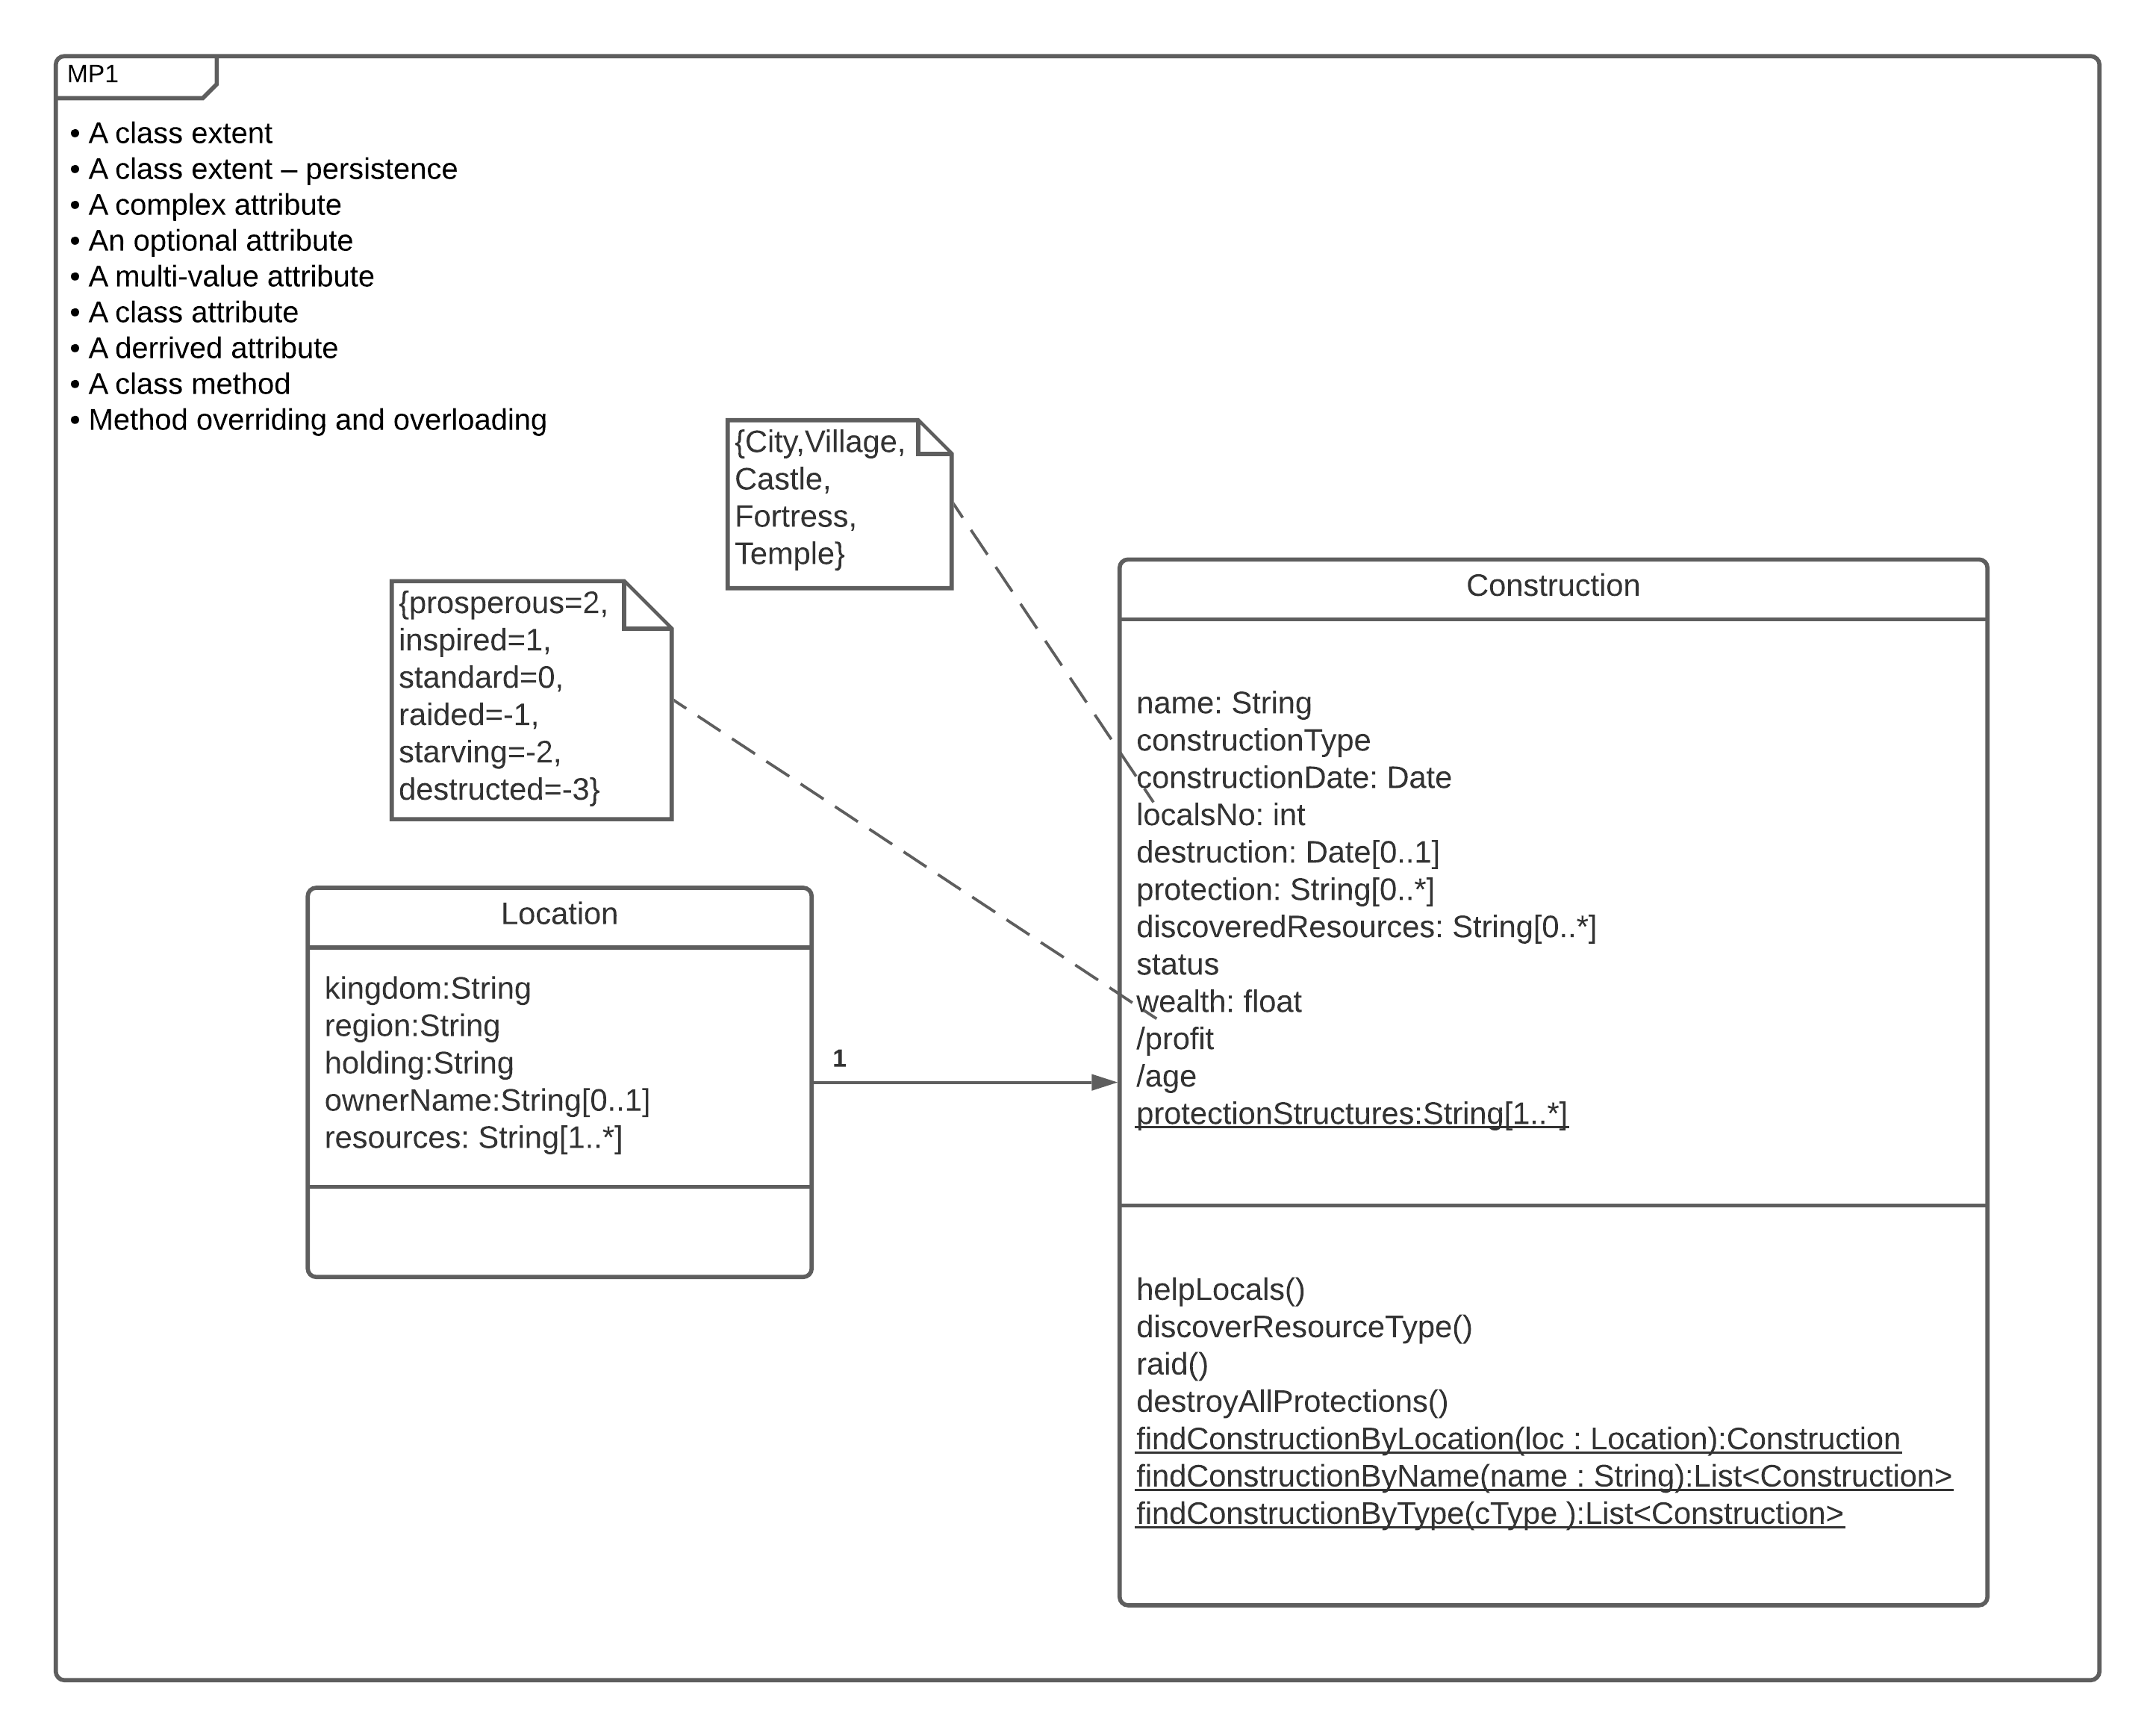 MP1
• A class extent
• A class extent – persistence
• A complex attribute
• An optional attribute
• A multi-value attribute
• A class attribute
• A derrived attribute
• A class method
• Method overriding and overloading
{City,Village,
Castle,
Fortress,
Temple}
{prosperous=2,
inspired=1,
standard=0,
raided=-1,
starving=-2,
destructed=-3}
Location
kingdom:String
region:String
holding:String
ownerName:String[0..1]
resources: String[1..*]
1
Construction
name: String
constructionType
constructionDate: Date
localsNo: int
destruction: Date[0..1]
protection: String[0..*]
discoveredResources: String[0..*]
status
wealth: float
/profit
/age
protectionStructures:String[1..*]
helpLocals()
discoverResourceType()
raid()
destroyAllProtections()
findConstructionByLocation(loc : Location):Construction
findConstructionByName(name : String):List<Construction>
findConstructionByType(cType ):List<Construction>